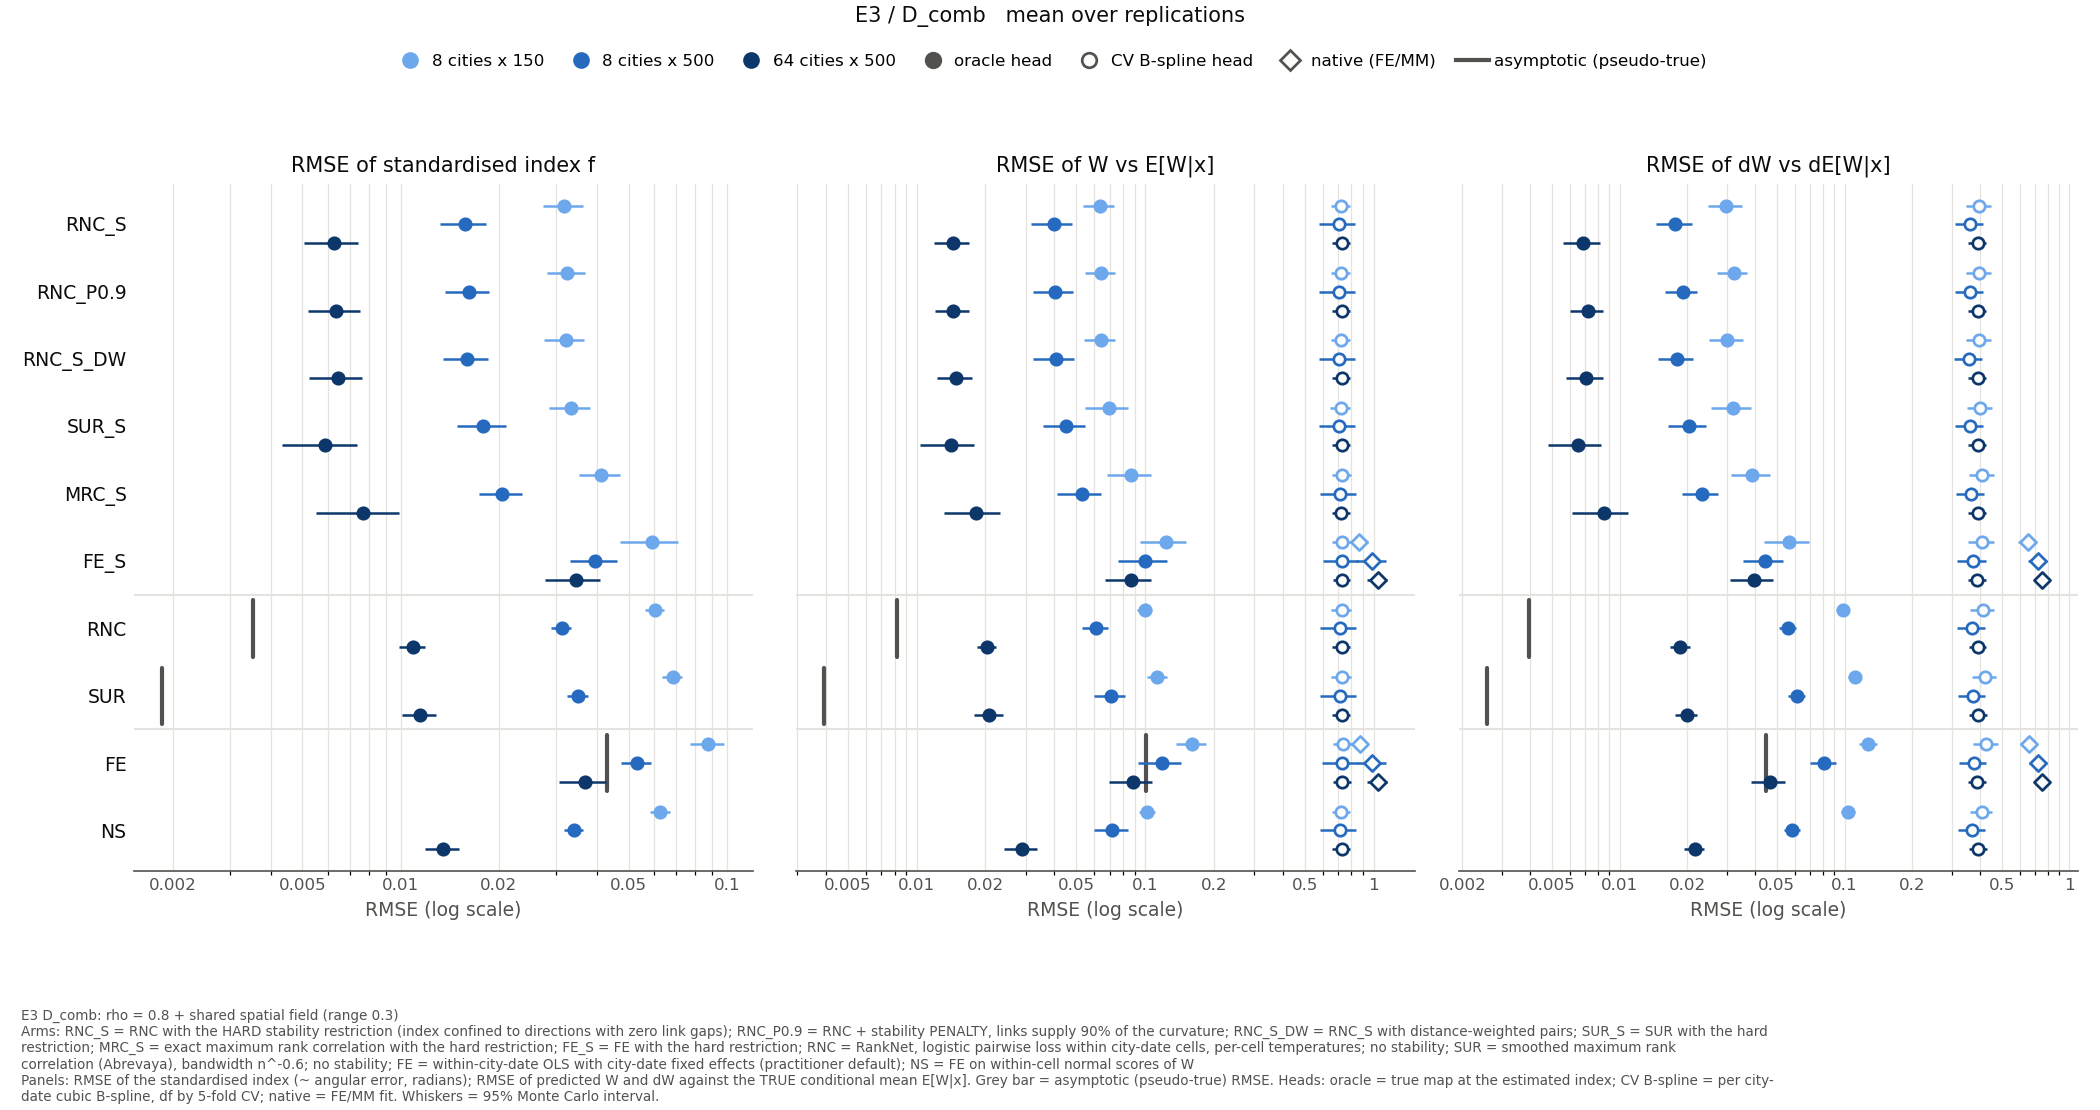 E3 / D_comb   mean over replications
8 cities x 150
8 cities x 500
64 cities x 500
oracle head
CV B-spline head
native (FE/MM)
asymptotic (pseudo-true)
RMSE of standardised index f
RMSE of W vs E[W|x]
RMSE of dW vs dE[W|x]
RNC_S
RNC_P0.9
RNC_S_DW
SUR_S
MRC_S
FE_S
RNC
SUR
FE
NS
0.002 0.005 0.01 0.02 0.05 0.1
0.005 0.01 0.02 0.05 0.1 0.2 0.5 1
0.002 0.005 0.01 0.02 0.05 0.1 0.2 0.5 1
RMSE (log scale)
RMSE (log scale)
RMSE (log scale)
E3 D_comb: rho = 0.8 + shared spatial field (range 0.3)
Arms: RNC_S = RNC with the HARD stability restriction (index confined to directions with zero link gaps); RNC_P0.9 = RNC + stability PENALTY, links supply 90% of the curvature; RNC_S_DW = RNC_S with distance-weighted pairs; SUR_S = SUR with the hard
restriction; MRC_S = exact maximum rank correlation with the hard restriction; FE_S = FE with the hard restriction; RNC = RankNet, logistic pairwise loss within city-date cells, per-cell temperatures; no stability; SUR = smoothed maximum rank
correlation (Abrevaya), bandwidth n^-0.6; no stability; FE = within-city-date OLS with city-date fixed effects (practitioner default); NS = FE on within-cell normal scores of W
Panels: RMSE of the standardised index (~ angular error, radians); RMSE of predicted W and dW against the TRUE conditional mean E[W|x]. Grey bar = asymptotic (pseudo-true) RMSE. Heads: oracle = true map at the estimated index; CV B-spline = per city-
date cubic B-spline, df by 5-fold CV; native = FE/MM fit. Whiskers = 95% Monte Carlo interval.